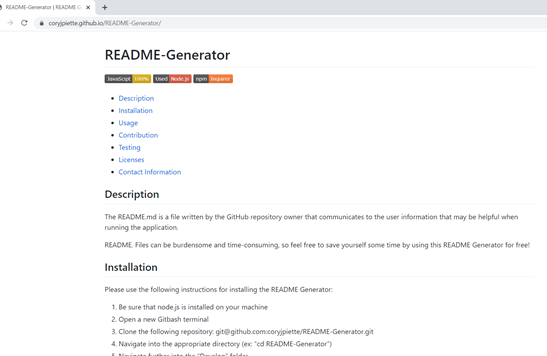 README-Generator | README G
coryjpiette.github.io/README-Generator/
README-Generator
JavaScript 100% Used Node.js npm Inquirer
Description
Installation
Usage
Contribution
Testing
Licenses
Contact Information
Description
The README.md is a file written by the GitHub repository owner that communicates to the user information that may be helpful when
running the application.
README. Files can be burdensome and time-consuming, so feel free to save yourself some time by using this README Generator for free!
Installation
Please use the following instructions for installing the README Generator:
1. Be sure that node.js is installed on your machine
2. Open a new Gitbash terminal
3. Clone the following repository: git@github.com:coryjpiette/README-Generator.git
4. Navigate into the appropriate directory (ex: "cd README-Generator")
5. Navigate further into the "Develop" folder